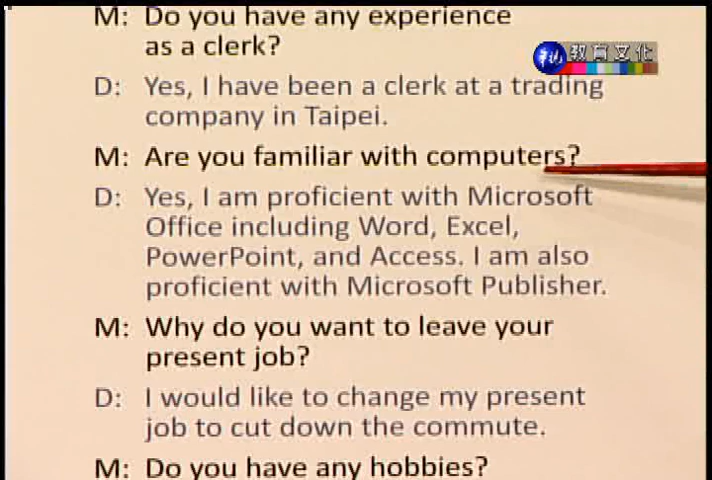 M: Do you have any experience
as a clerk?
教育文化
D: Yes, I have been a clerk at a trading
company in Taipei.
M: Are you familiar with computers?
D: Yes, I am proficient with Microsoft
Office including Word, Excel,
PowerPoint, and Access. I am also
proficient with Microsoft Publisher.
M: Why do you want to leave your
present job?
D: I would like to change my present
job to cut down the commute.
M: Do you have any hobbies?